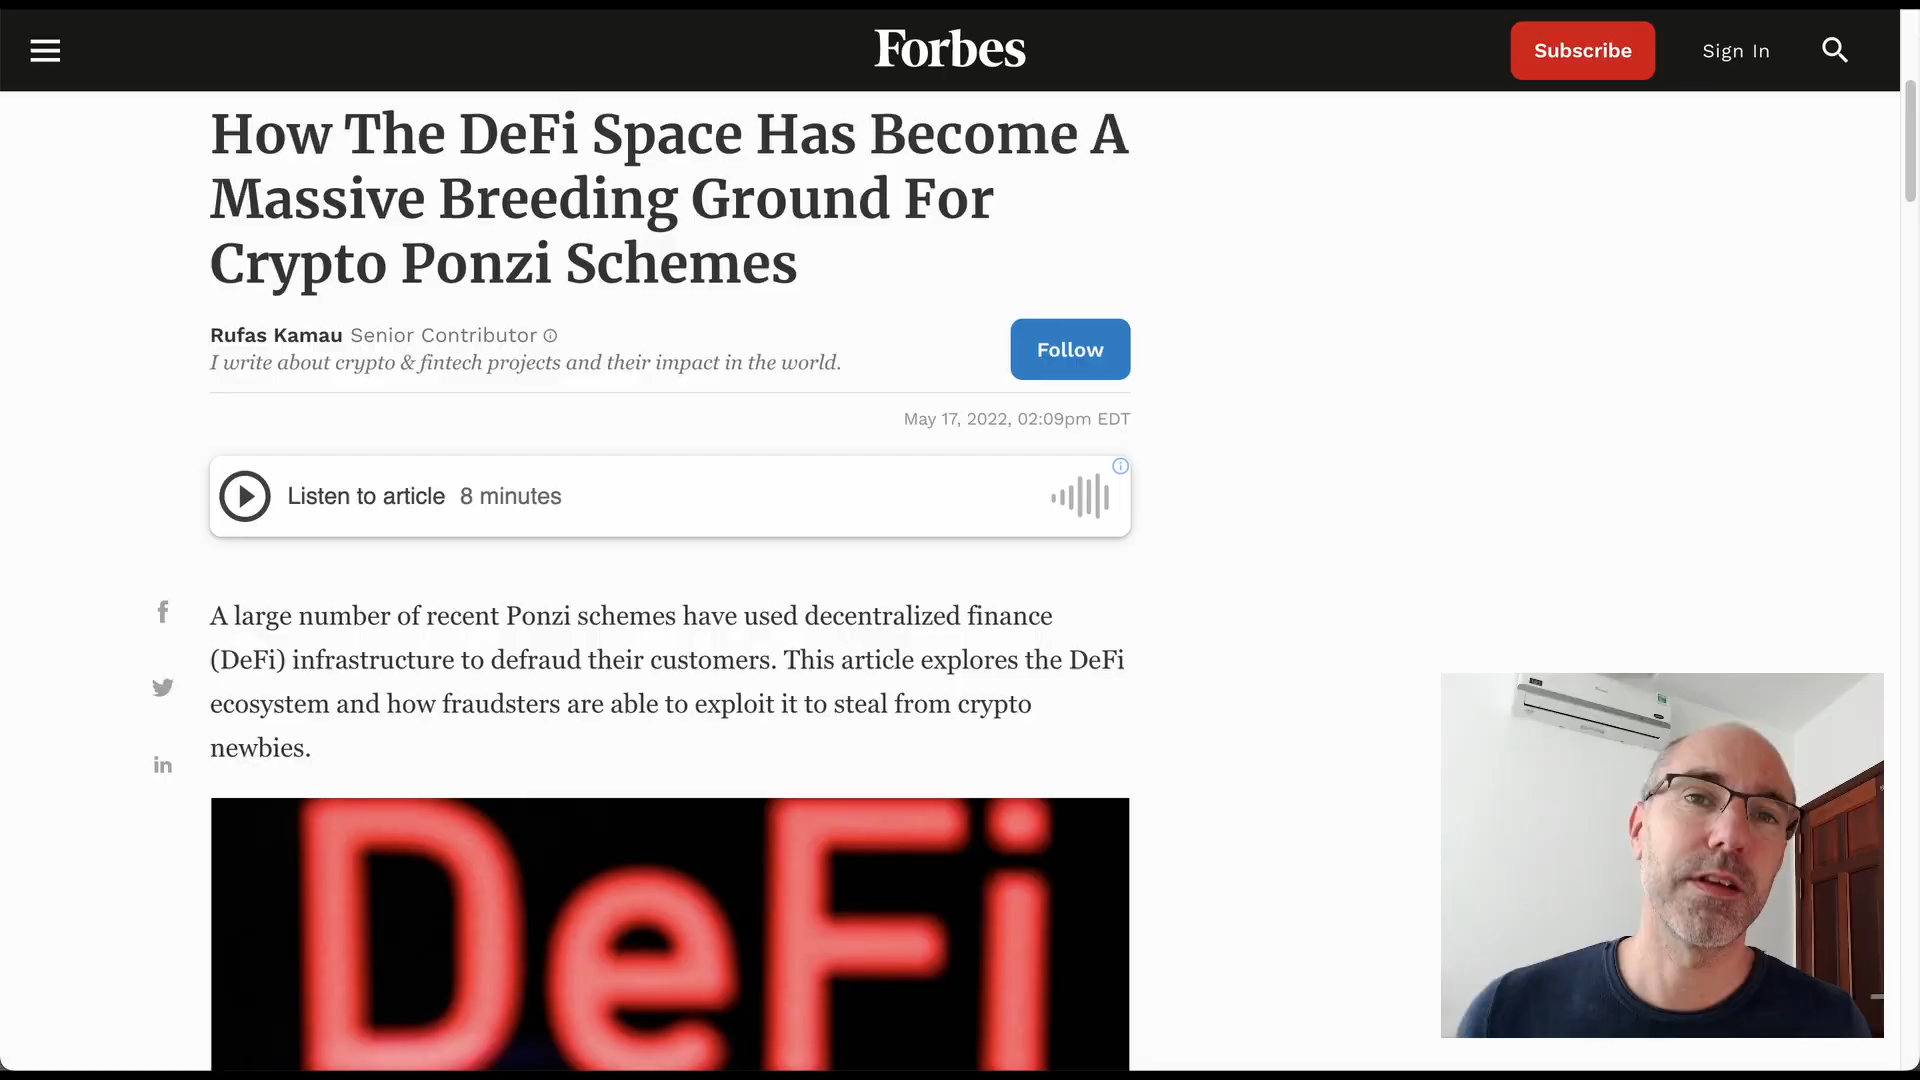 Forbes
Subscribe
Sign In
How The DeFi Space Has Become A
Massive Breeding Ground For
Crypto Ponzi Schemes
Rufas Kamau Senior Contributor
I write about crypto & fintech projects and their impact in the world.
Follow
May 17, 2022, 02:09pm EDT
Listen to article 8 minutes
A large number of recent Ponzi schemes have used decentralized finance
(DeFi) infrastructure to defraud their customers. This article explores the DeFi
ecosystem and how fraudsters are able to exploit it to steal from crypto
newbies.
DeFi